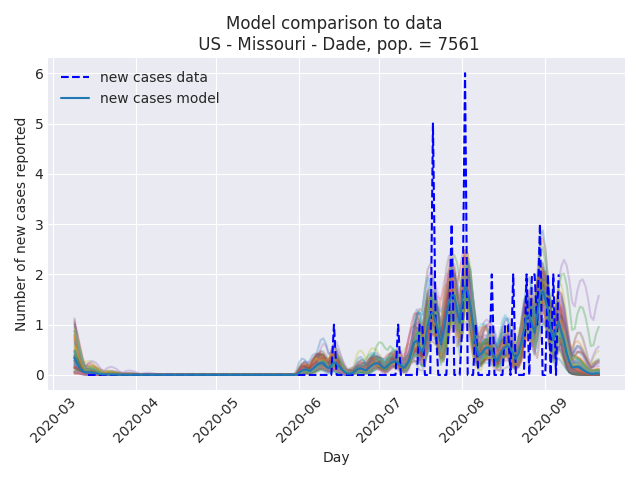 Model comparison to data
US - Missouri - Dade, pop. = 7561
new cases data
new cases model
Number of new cases reported
6
5
4
3
2
1
0
2020-03
2020-04
2020-05
2020-06
2020-07
2020-08
2020-09
Day